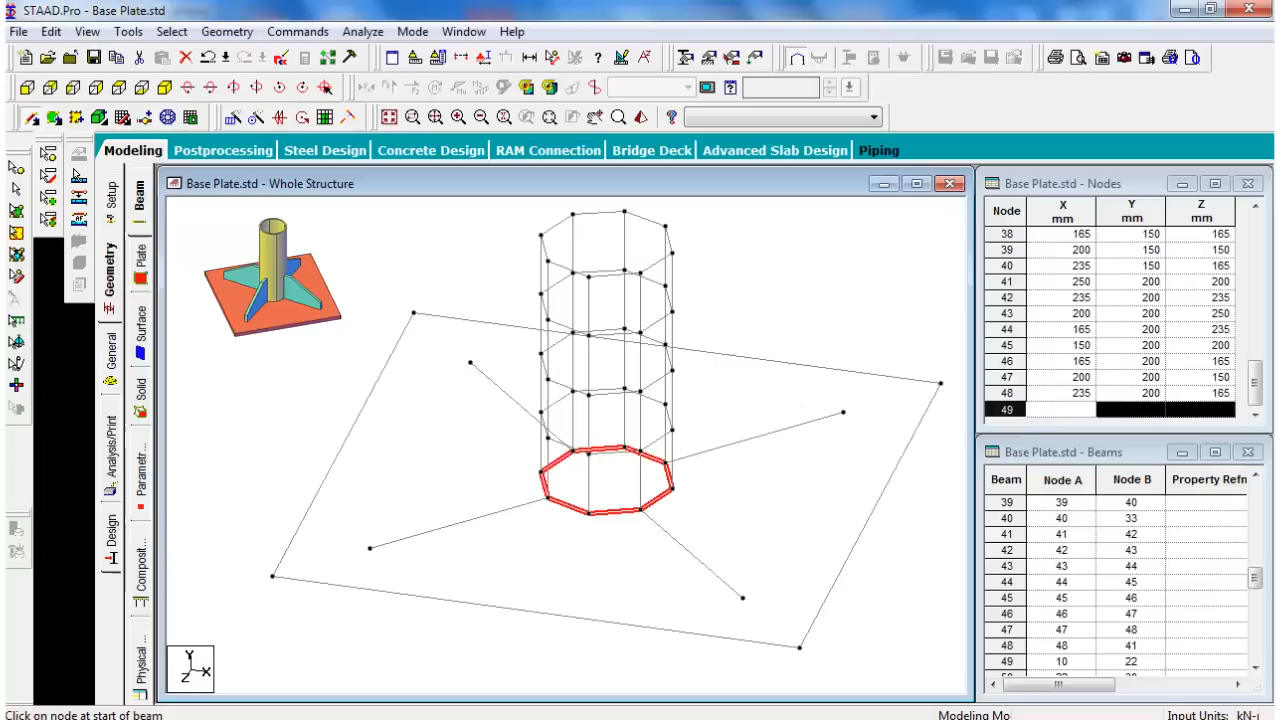 STAAD.Pro - Base Plate.std
File Edit View Tools Select Geometry Commands Analyze Mode Window Help
Modeling Postprocessing Steel Design Concrete Design RAM Connection Bridge Deck Advanced Slab Design Piping
Setup
Geometry
General
Analysis/Print
Design
Beam
Plate
Surface
Solid
Parametr...
Composit...
Physical ...
Base Plate.std - Whole Structure
Y
X
Z
Base Plate.std - Nodes
Node X mm Y mm Z mm
38 165 150 165
39 200 150 150
40 235 150 165
41 250 200 200
42 235 200 235
43 200 200 250
44 165 200 235
45 150 200 200
46 165 200 165
47 200 200 150
48 235 200 165
49
Base Plate.std - Beams
Beam Node A Node B Property Refn
39 39 40
40 40 33
41 41 42
42 42 43
43 43 44
44 44 45
45 45 46
46 46 47
47 47 48
48 48 41
49 10 22
Click on node at start of beam
Modeling Mo
Input Units: kN-